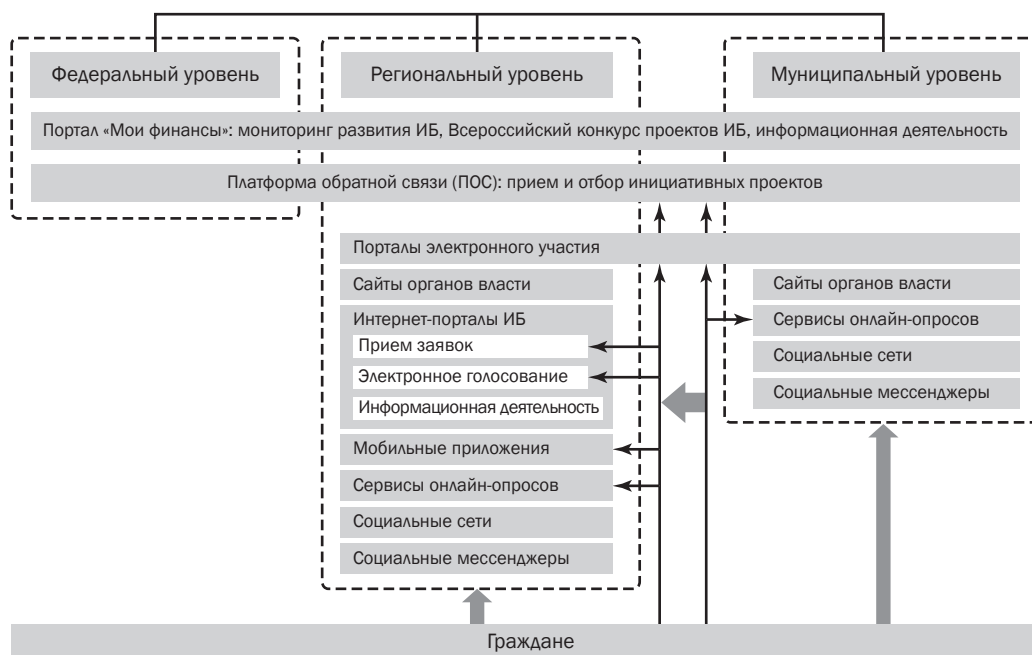 Федеральный уровень
Региональный уровень
Муниципальный уровень
Портал «Мои финансы»: мониторинг развития ИБ, Всероссийский конкурс проектов ИБ, информационная деятельность
Платформа обратной связи (ПОС): прием и отбор инициативных проектов
Порталы электронного участия
Сайты органов власти
Интернет-порталы ИБ
Прием заявок
Электронное голосование
Информационная деятельность
Мобильные приложения
Сервисы онлайн-опросов
Социальные сети
Социальные мессенджеры
Сайты органов власти
Сервисы онлайн-опросов
Социальные сети
Социальные мессенджеры
Граждане